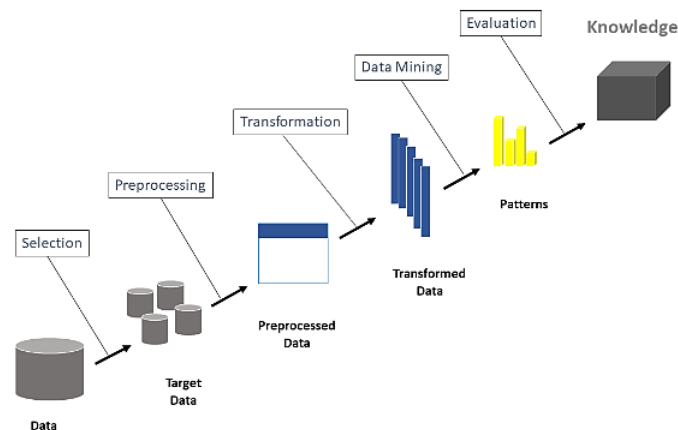 Evaluation
Knowledge
Data Mining
Transformation
Patterns
Preprocessing
Selection
Transformed
Data
Preprocessed
Data
Target
Data
Data